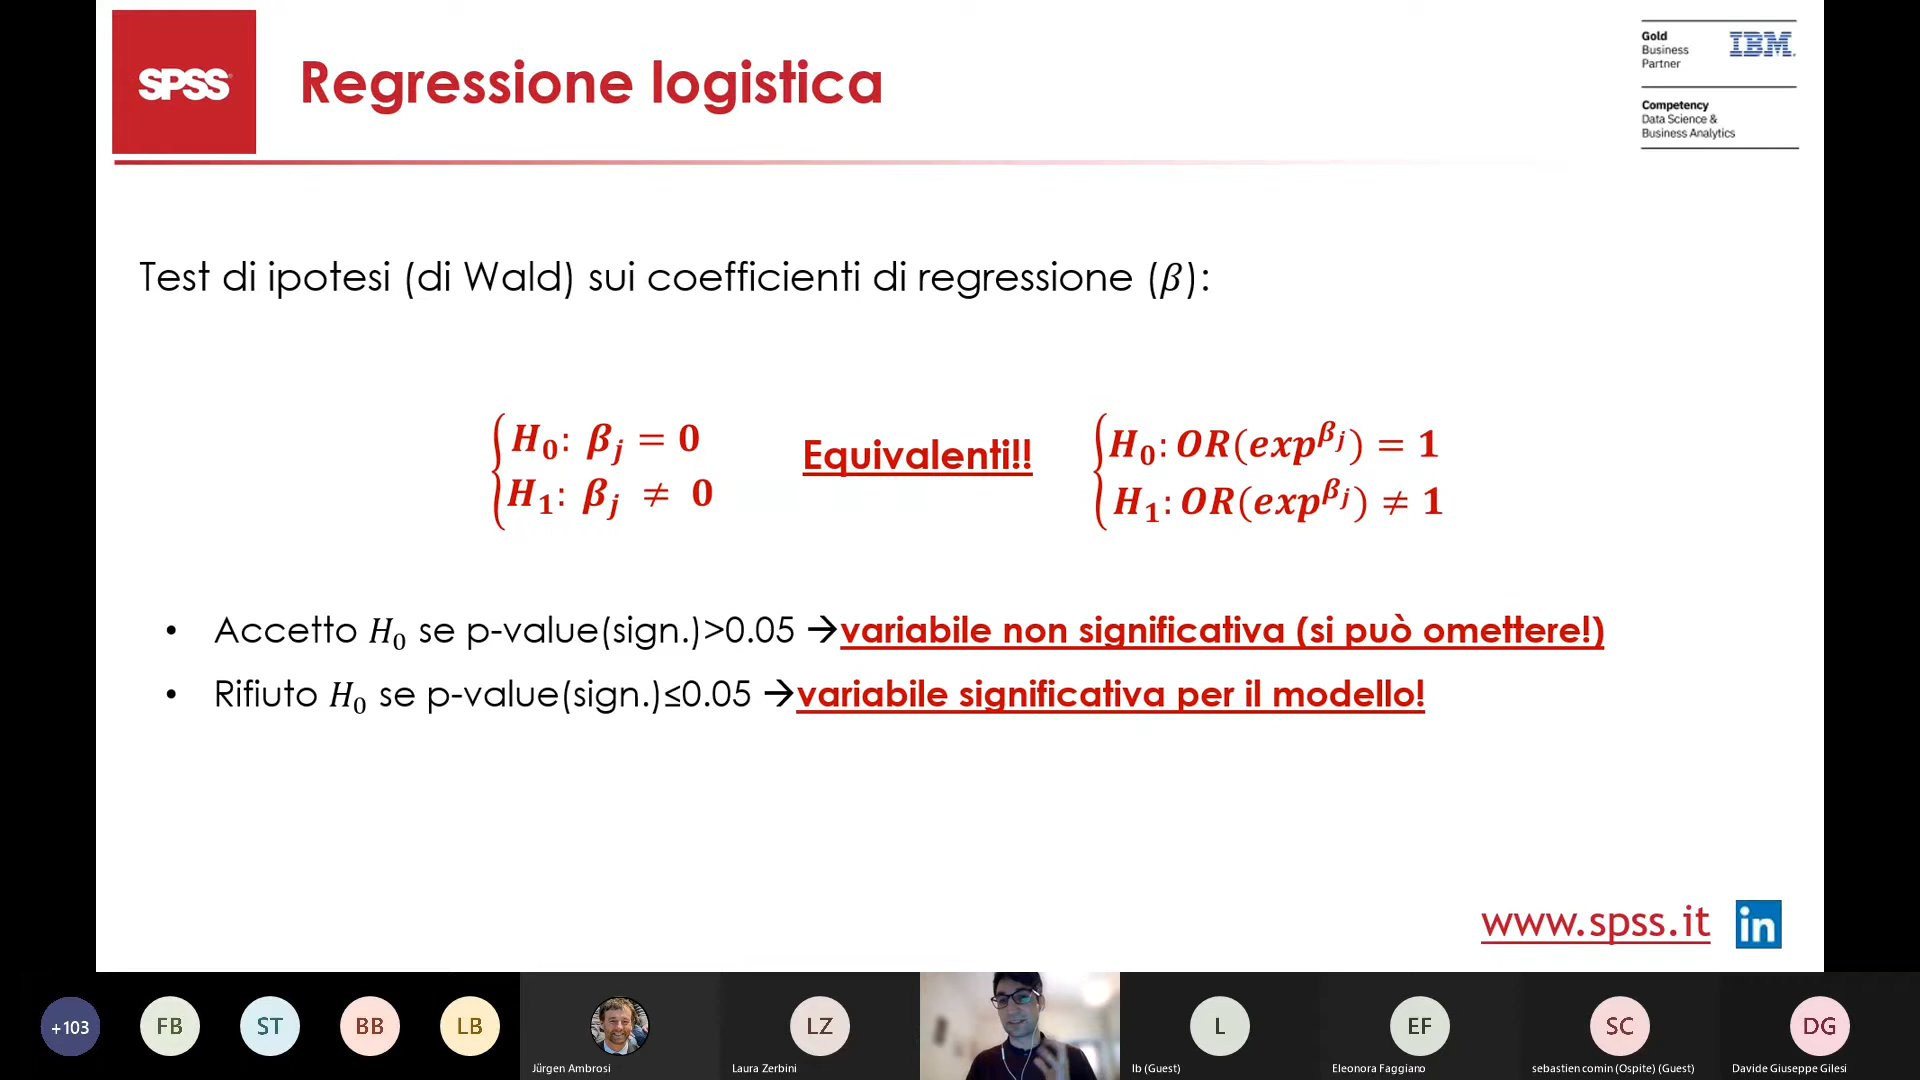 SPSS
Regressione logistica
Gold
Business
Partner
IBM
Competency
Data Science &
Business Analytics
Test di ipotesi (di Wald) sui coefficienti di regressione (β):
H₀: βⱼ = 0
H₁: βⱼ ≠ 0
Equivalenti!!
H₀: OR(exp^βⱼ) = 1
H₁: OR(exp^βⱼ) ≠ 1
• Accetto H₀ se p-value(sign.)>0.05 →variabile non significativa (si può omettere!)
• Rifiuto H₀ se p-value(sign.)≤0.05 →variabile significativa per il modello!
www.spss.it
in
+103
FB
ST
BB
LB
Jürgen Ambrosi
LZ
Laura Zerbini
L
lb (Guest)
EF
Eleonora Faggiano
SC
sebastien comin (Ospite) (Guest)
DG
Davide Giuseppe Gilesi